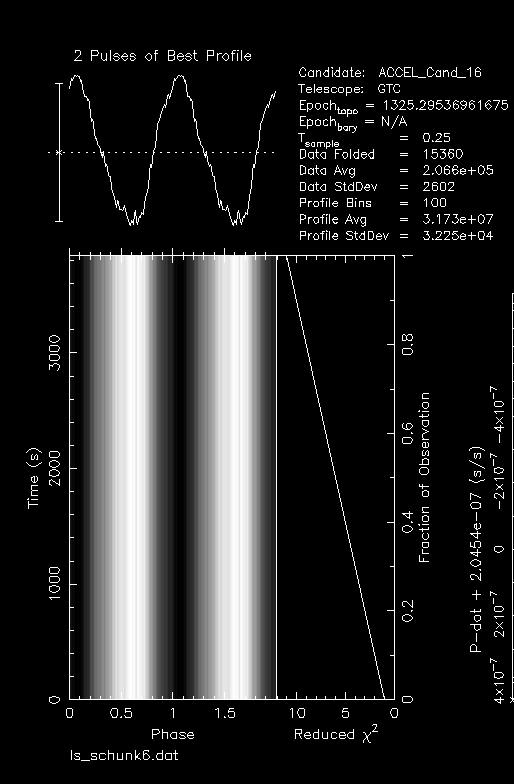 2 Pulses of Best Profile
Candidate: ACCEL_Cand_16
Telescope: GTC
Epoch_topo = 1325.29536961675
Epoch_bary = N/A
T_sample = 0.25
Data Folded = 15360
Data Avg = 2.066e+05
Data StdDev = 2602
Profile Bins = 100
Profile Avg = 3.173e+07
Profile StdDev = 3.225e+04
Time (s)
0 1000 2000 3000
Fraction of Observation
0 0.2 0.4 0.6 0.8 1
P-dot + 2.0454e-07 (s/s)
4×10⁻⁷ 2×10⁻⁷ 0 −2×10⁻⁷ −4×10⁻⁷
0 0.5 1 1.5 10 5 0
Phase Reduced χ²
ls_schunk6.dat